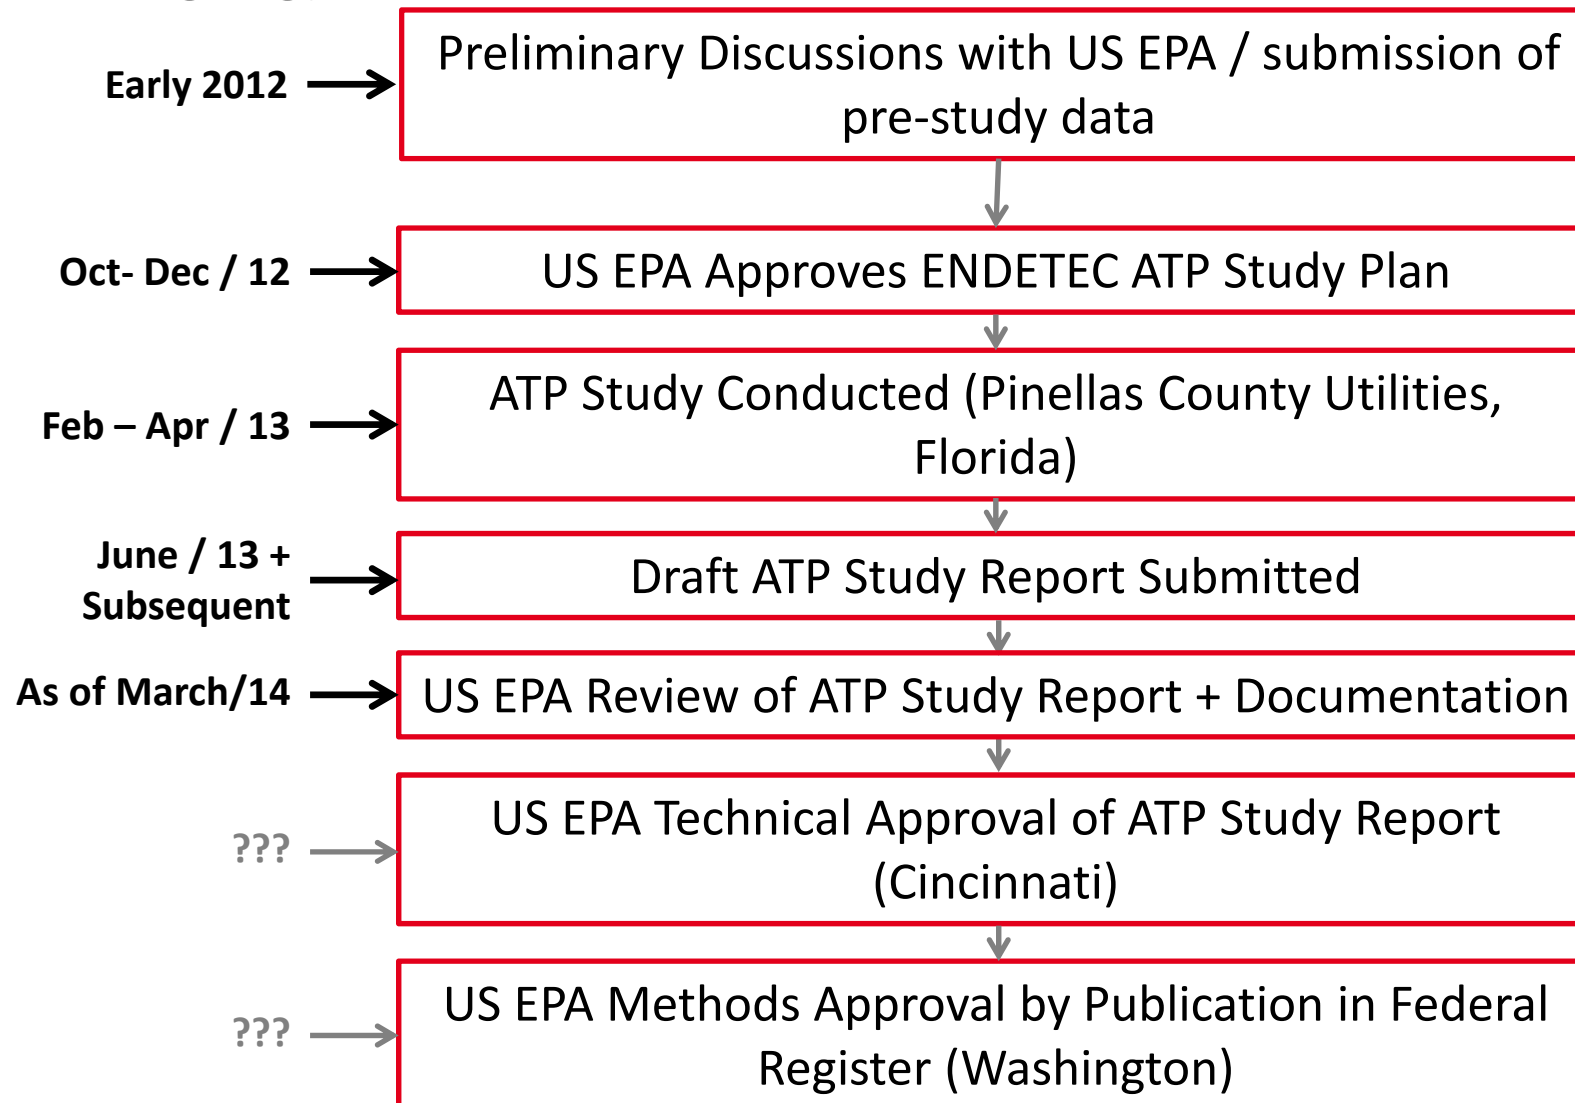 Early 2012
Preliminary Discussions with US EPA / submission of
pre-study data
Oct- Dec / 12
US EPA Approves ENDETEC ATP Study Plan
Feb – Apr / 13
ATP Study Conducted (Pinellas County Utilities,
Florida)
June / 13 +
Subsequent
Draft ATP Study Report Submitted
As of March/14
US EPA Review of ATP Study Report + Documentation
???
US EPA Technical Approval of ATP Study Report
(Cincinnati)
???
US EPA Methods Approval by Publication in Federal
Register (Washington)